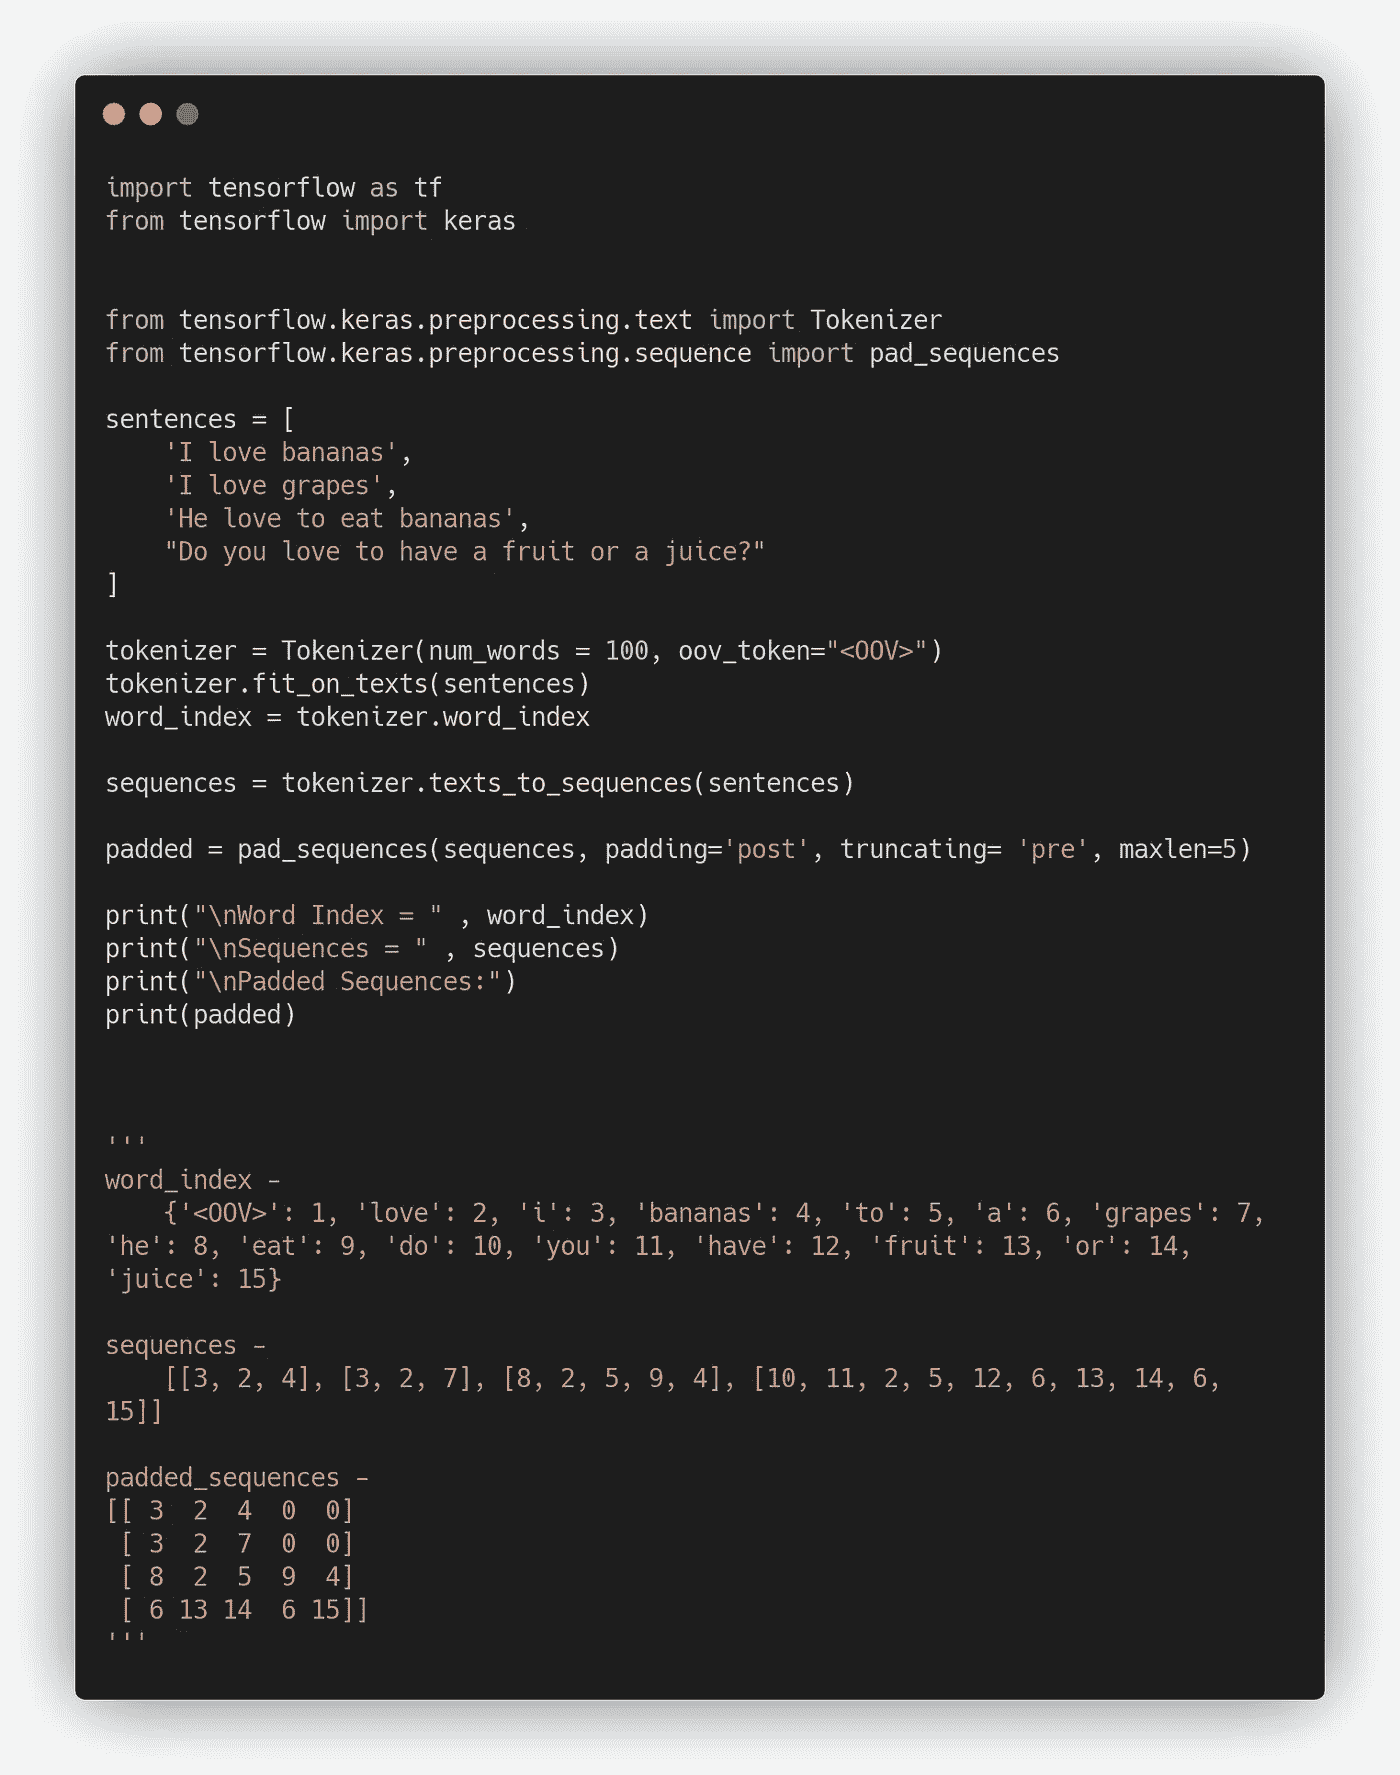 import tensorflow as tf
from tensorflow import keras
from tensorflow.keras.preprocessing.text import Tokenizer
from tensorflow.keras.preprocessing.sequence import pad_sequences
sentences = [
    'I love bananas',
    'I love grapes',
    'He love to eat bananas',
    "Do you love to have a fruit or a juice?"
]
tokenizer = Tokenizer(num_words = 100, oov_token="<OOV>")
tokenizer.fit_on_texts(sentences)
word_index = tokenizer.word_index
sequences = tokenizer.texts_to_sequences(sentences)
padded = pad_sequences(sequences, padding='post', truncating= 'pre', maxlen=5)
print("\nWord Index = " , word_index)
print("\nSequences = " , sequences)
print("\nPadded Sequences:")
print(padded)
'''
word_index -
    {'<OOV>': 1, 'love': 2, 'i': 3, 'bananas': 4, 'to': 5, 'a': 6, 'grapes': 7,
'he': 8, 'eat': 9, 'do': 10, 'you': 11, 'have': 12, 'fruit': 13, 'or': 14,
'juice': 15}
sequences -
    [[3, 2, 4], [3, 2, 7], [8, 2, 5, 9, 4], [10, 11, 2, 5, 12, 6, 13, 14, 6,
15]]
padded_sequences -
[[ 3  2  4  0  0]
 [ 3  2  7  0  0]
 [ 8  2  5  9  4]
 [ 6 13 14  6 15]]
'''